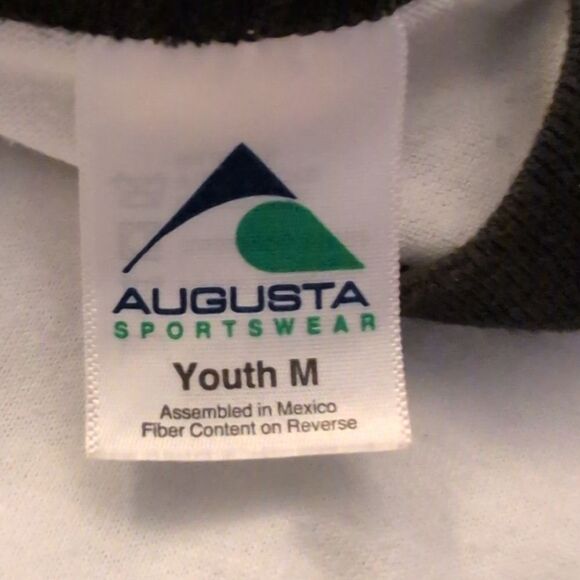 AUGUSTA
SPORTSWEAR
Youth M
Assembled in Mexico
Fiber Content on Reverse